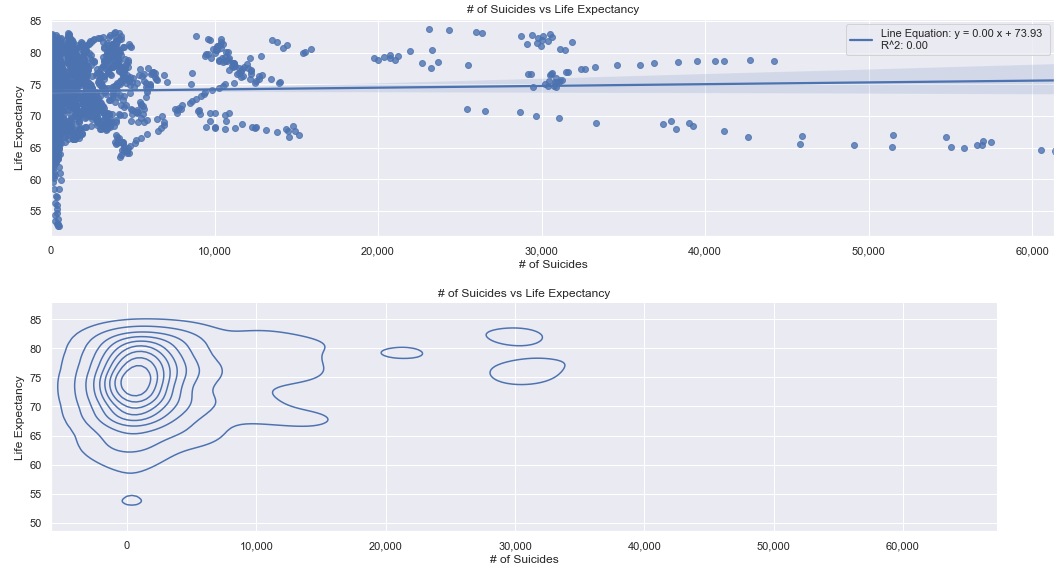 # of Suicides vs Life Expectancy
85
80
75
70
65
60
55
Life Expectancy
Line Equation: y = 0.00 x + 73.93
R^2: 0.00
0 10,000 20,000 30,000 40,000 50,000 60,000
# of Suicides
# of Suicides vs Life Expectancy
85
80
75
70
65
60
55
50
Life Expectancy
0 10,000 20,000 30,000 40,000 50,000 60,000
# of Suicides